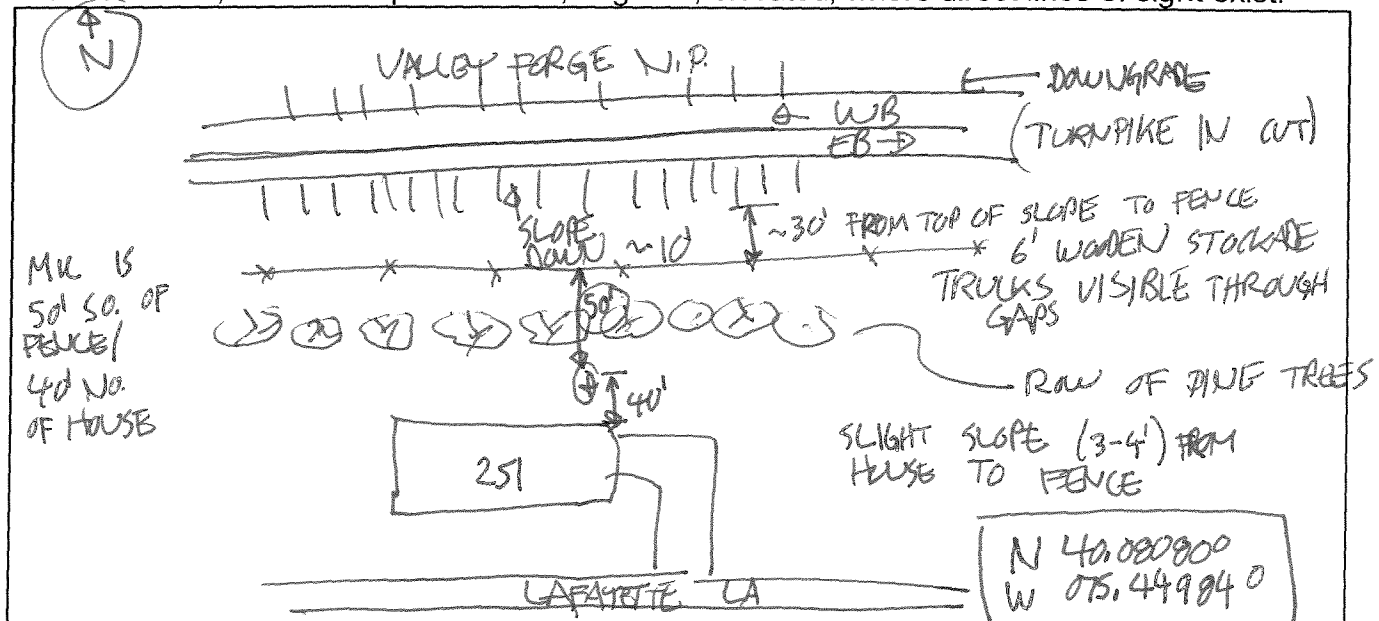 N
VALLEY FORGE N.P.
DOWNGRADE
WB
EB
(TURNPIKE IN CUT)
SLOPE
DOWN ~10'
~30' FROM TOP OF SLOPE TO FENCE
6' WOODEN STOCKADE
TRUCKS VISIBLE THROUGH
GAPS
MIC IS
50' SO. OF
FENCE/
40' NO.
OF HOUSE
50'
ROW OF PINE TREES
40'
251
SLIGHT SLOPE (3-4') FROM
HOUSE TO FENCE
N 40.08080°
W 075.44984°
LAFAYETTE LA